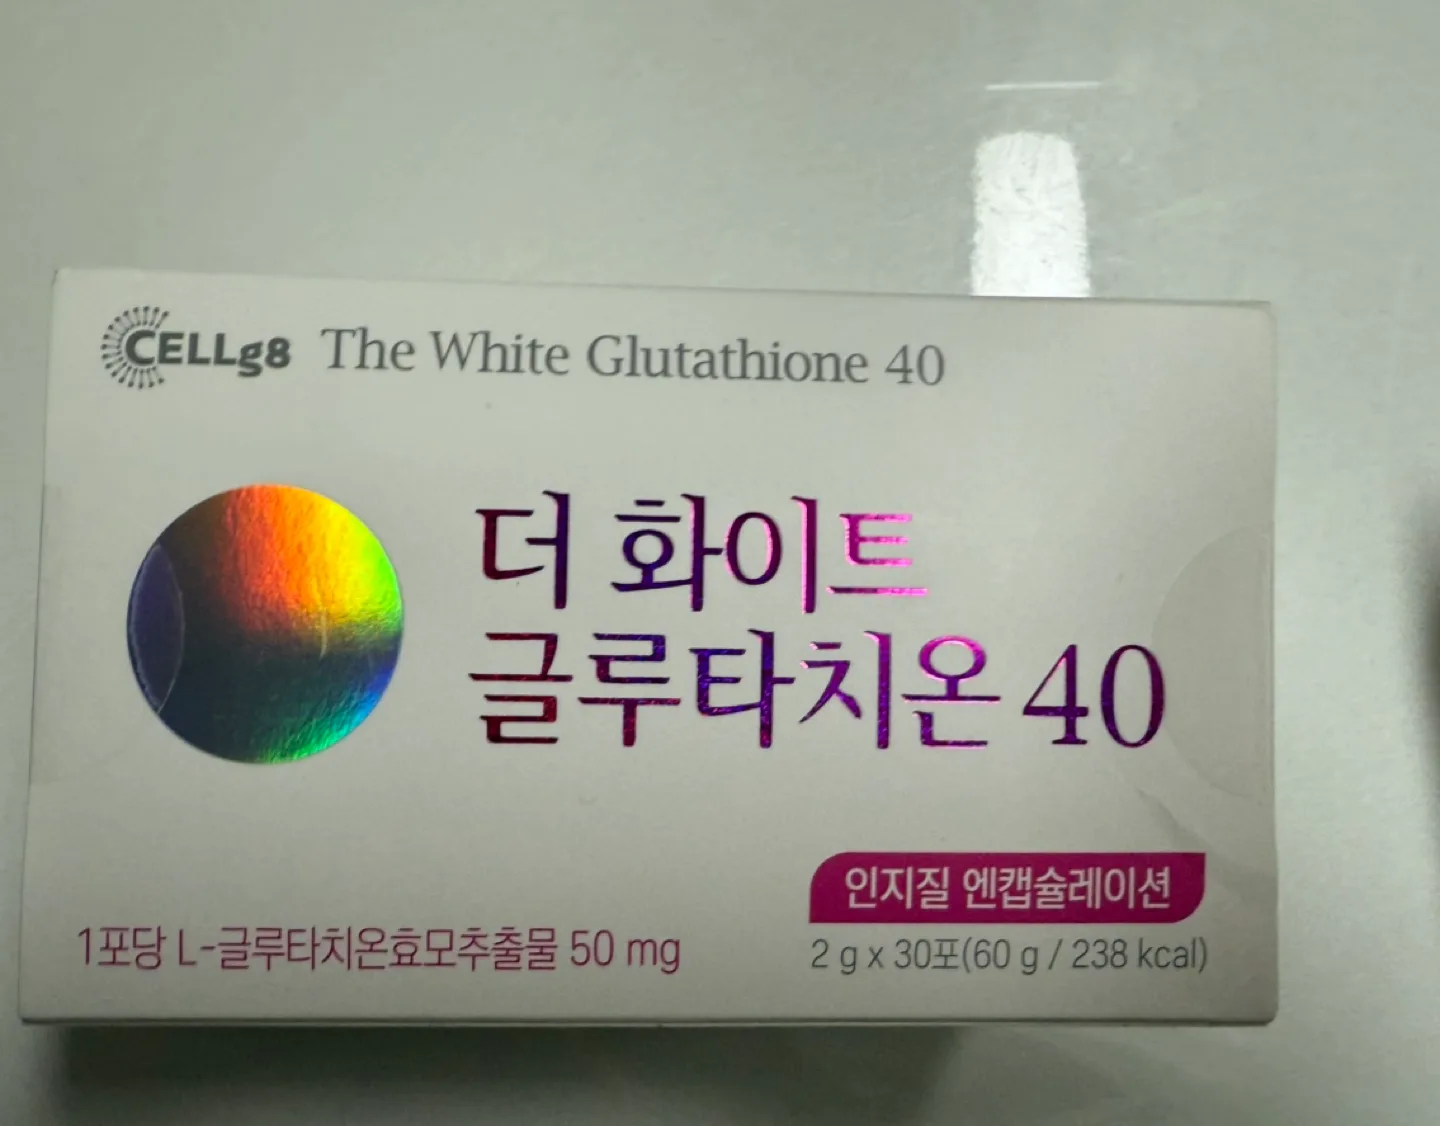 CELLg8 The White Glutathione 40
더 화이트
글루타치온 40
인지질 엔캡슐레이션
1포당 L-글루타치온효모추출물 50 mg
2 g x 30포(60 g / 238 kcal)